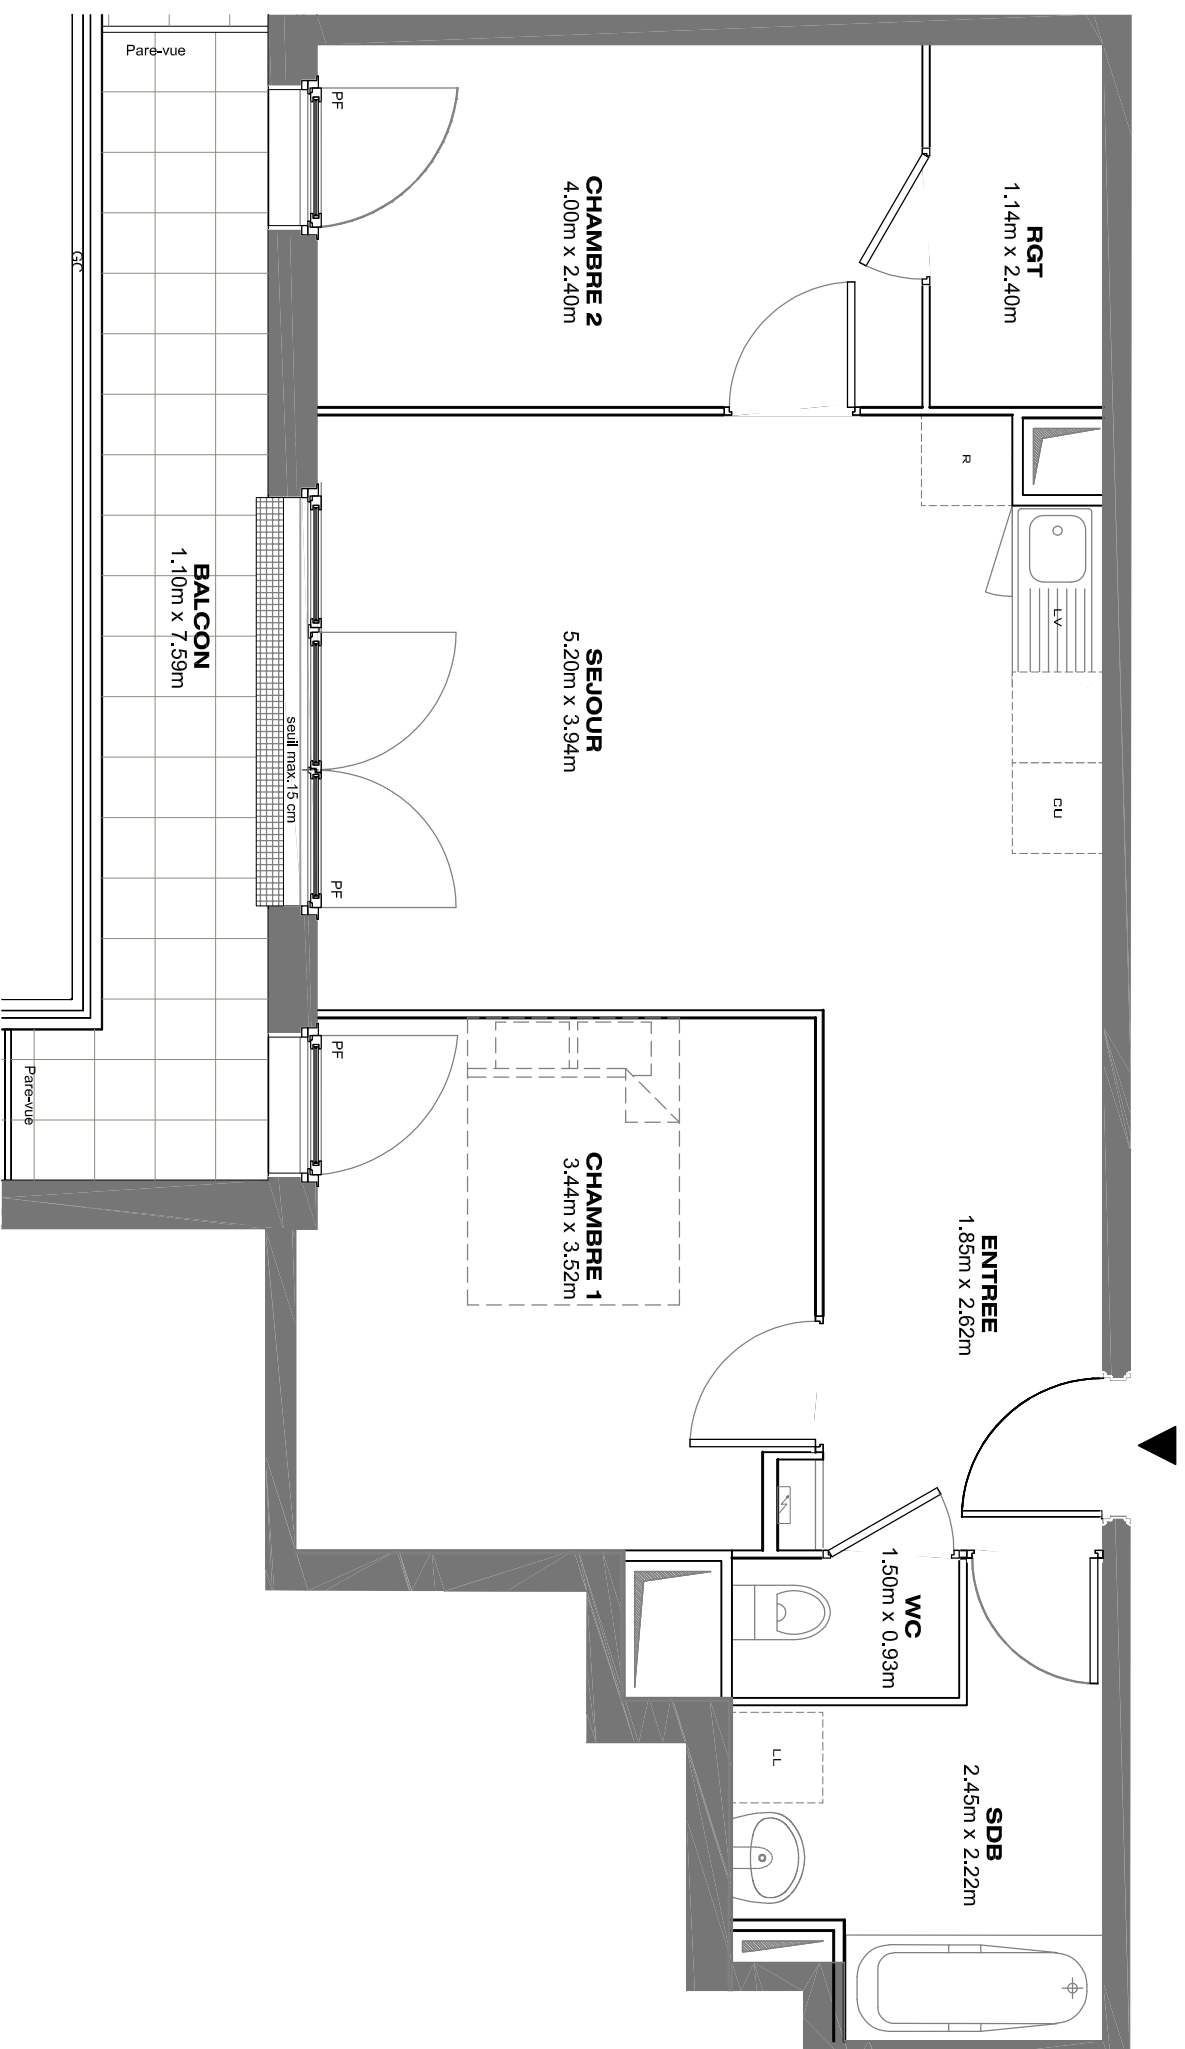 Pare-vue
PF
CHAMBRE 2
4.00m x 2.40m
RGT
1.14m x 2.40m
GC
R
BALCON
1.10m x 7.59m
seuil max.15 cm
PF
SEJOUR
5.20m x 3.94m
LV
CU
Pare-vue
PF
CHAMBRE 1
3.44m x 3.52m
ENTREE
1.85m x 2.62m
WC
1.50m x 0.93m
LL
SDB
2.45m x 2.22m